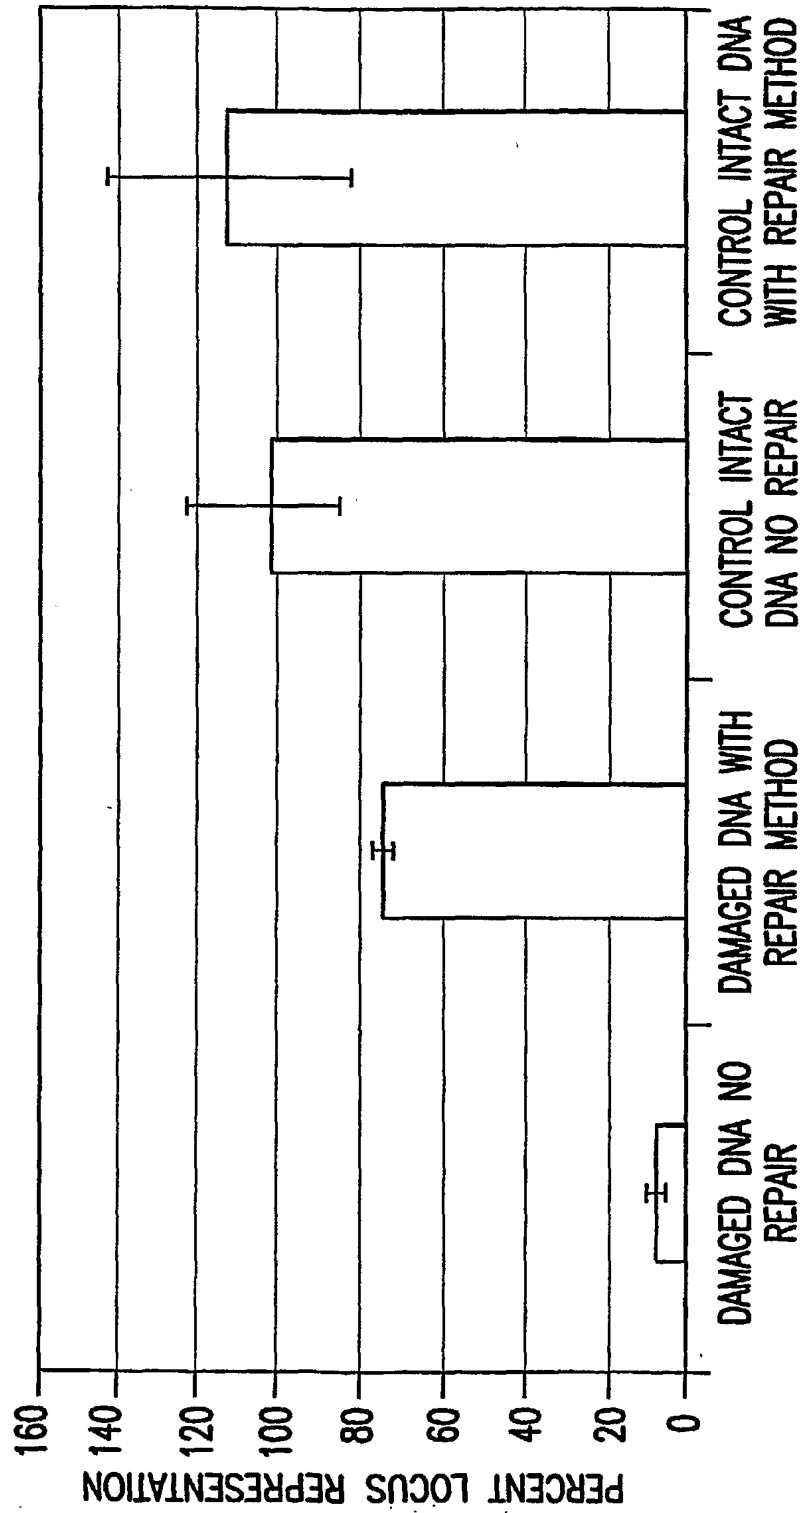 PERCENT LOCUS REPRESENTATION
160
140
120
100
80
60
40
20
0
DAMAGED DNA NO
REPAIR
DAMAGED DNA WITH
REPAIR METHOD
CONTROL INTACT
DNA NO REPAIR
CONTROL INTACT DNA
WITH REPAIR METHOD